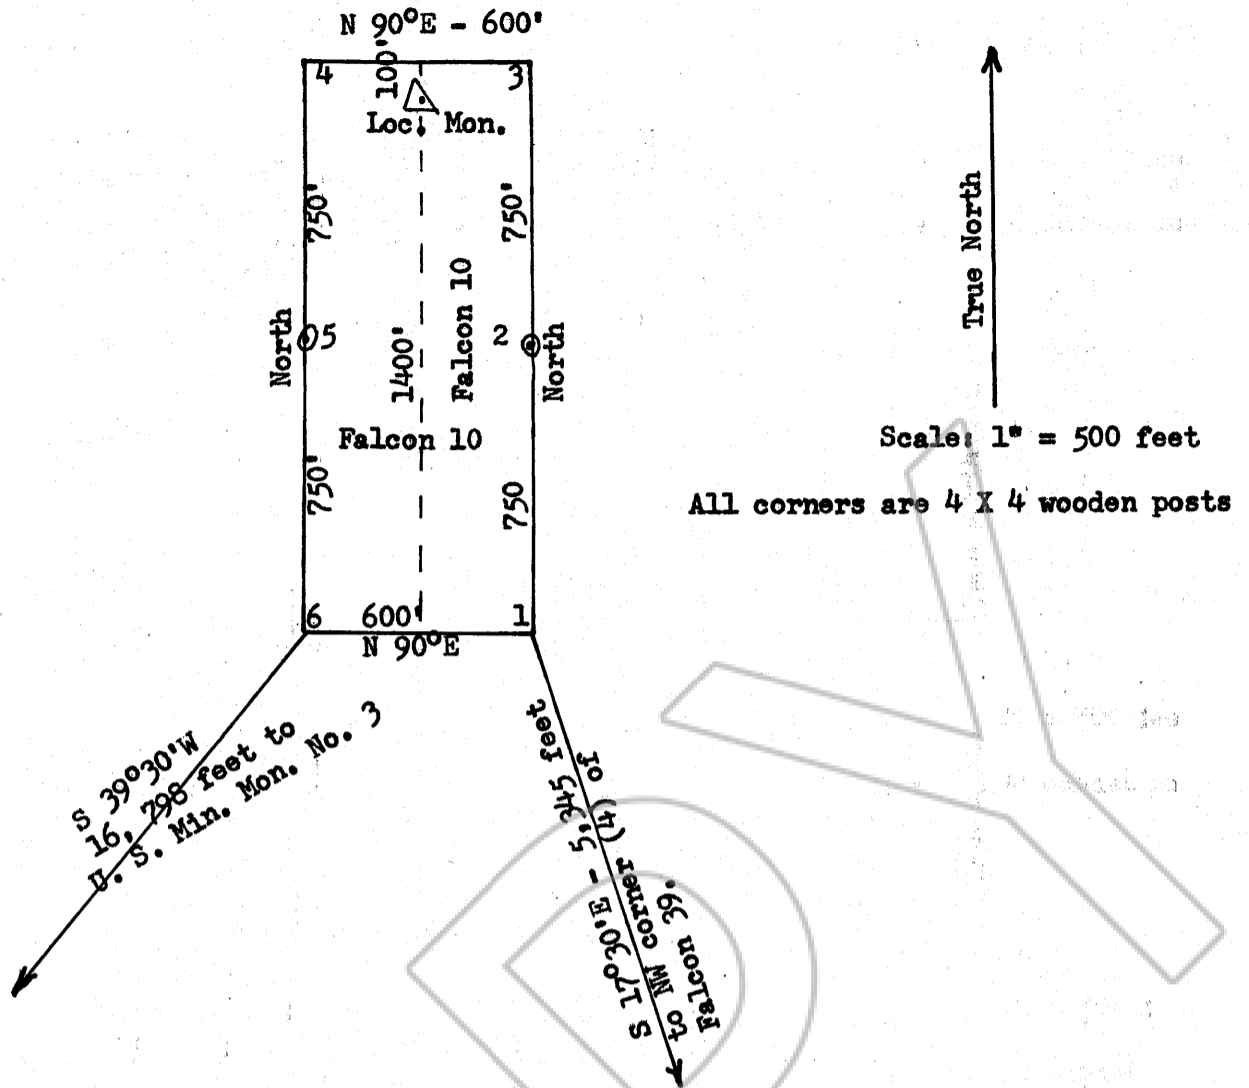 N 90°E - 600'
4
100'
3
Loc. Mon.
750'
750'
True North
North
5
1400'
Falcon 10
2
North
Falcon 10
Scale: 1" = 500 feet
All corners are 4 X 4 wooden posts
750'
750
6
600'
1
N 90°E
S 39°30'W
16, 798 feet to
U. S. Min. Mon. No. 3
S 17°30'E - 5,345 feet
to NW corner (4) of
Falcon 39.